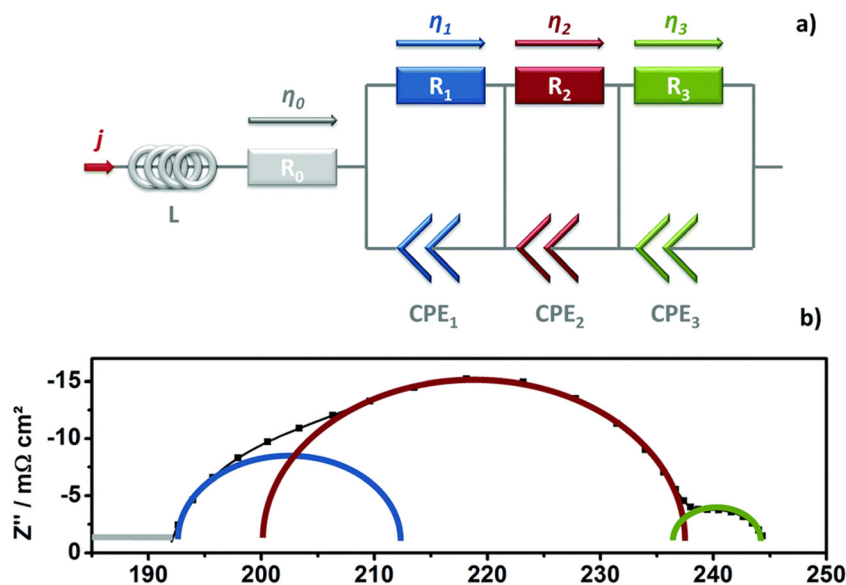 a)
η1 η2 η3
R1 R2 R3
η0
j
R0
L
CPE1 CPE2 CPE3
b)
-15
-10
-5
0
Z'' / mΩ cm²
190 200 210 220 230 240 250